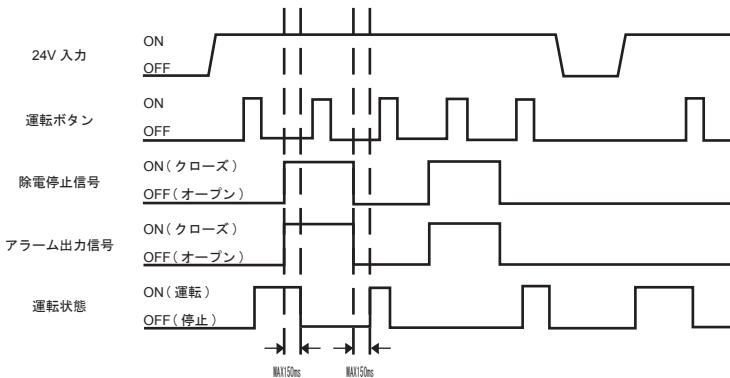 24V 入力
ON
OFF
運転ボタン
ON
OFF
除電停止信号
ON(クローズ)
OFF(オープン)
アラーム出力信号
ON(クローズ)
OFF(オープン)
運転状態
ON(運転)
OFF(停止)
MAX150ms MAX150ms